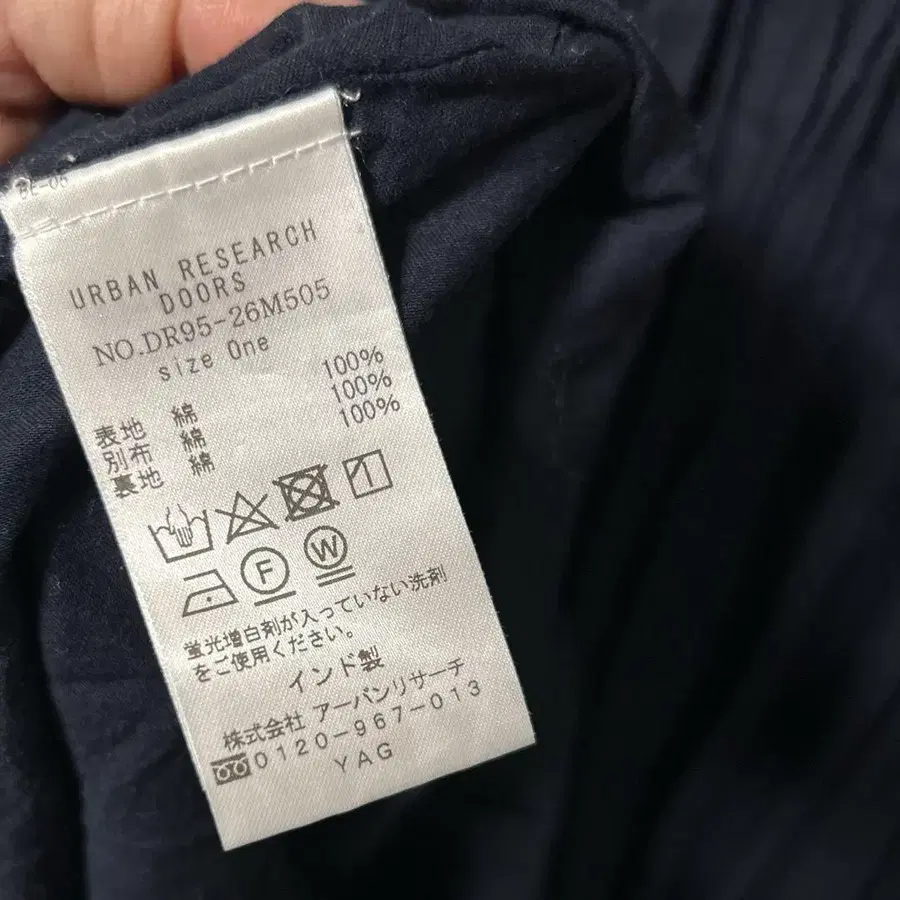 URBAN RESEARCH
DOORS
NO.DR95-26M505
size One
表地 綿 100%
別布 綿 100%
裏地 綿 100%
F W
蛍光増白剤が入っていない洗剤
をご使用ください。
インド製
株式会社 アーバンリサーチ
0120-967-013
YAG